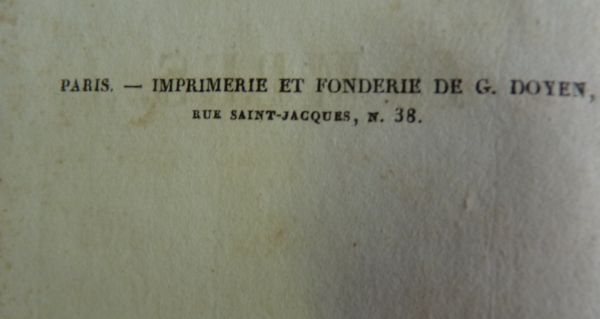 PARIS. — IMPRIMERIE ET FONDERIE DE G. DOYEN,
RUE SAINT-JACQUES, N. 38.